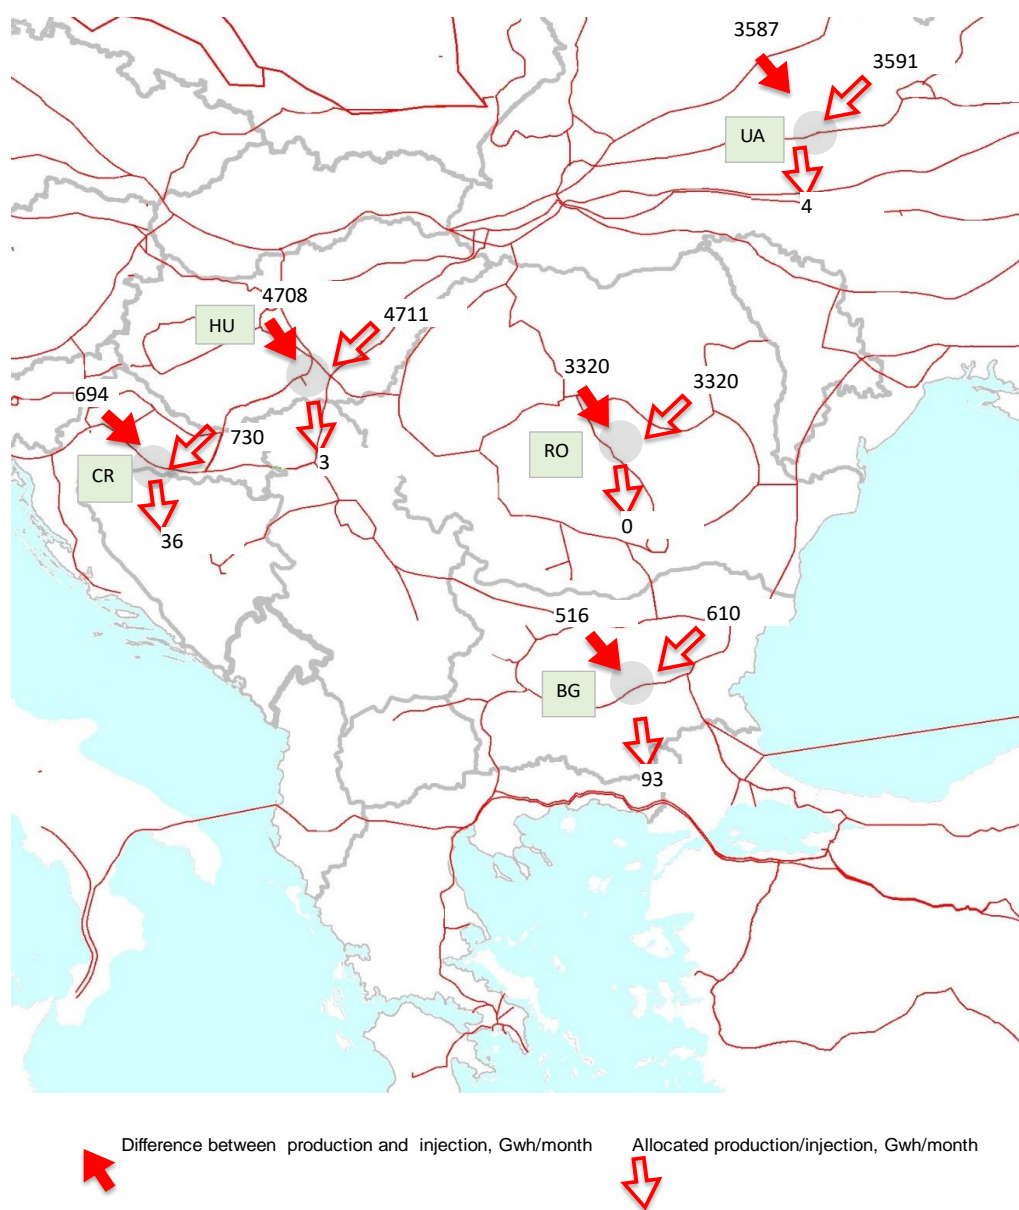 3587
3591
UA
4
4708
4711
HU
3
694
730
CR
36
3320
3320
RO
0
516
610
BG
93
Difference between production and injection, Gwh/month
Allocated production/injection, Gwh/month